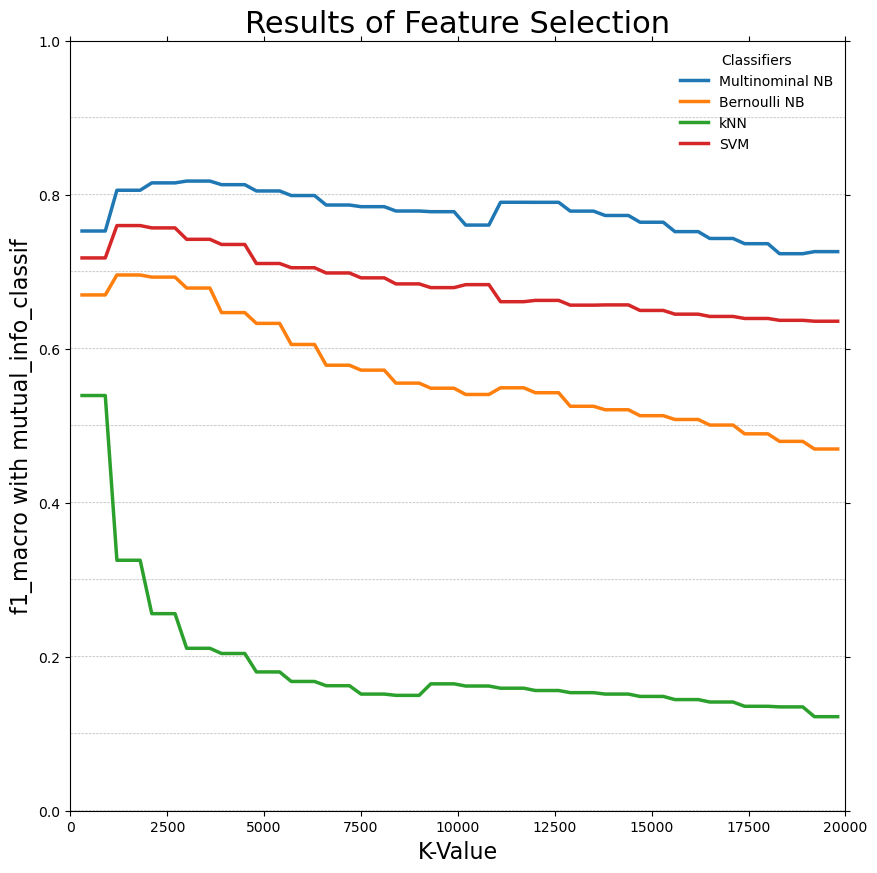 Results of Feature Selection
f1_macro with mutual_info_classif
1.0
0.8
0.6
0.4
0.2
0.0
Classifiers
Multinominal NB
Bernoulli NB
kNN
SVM
0 2500 5000 7500 10000 12500 15000 17500 20000
K-Value